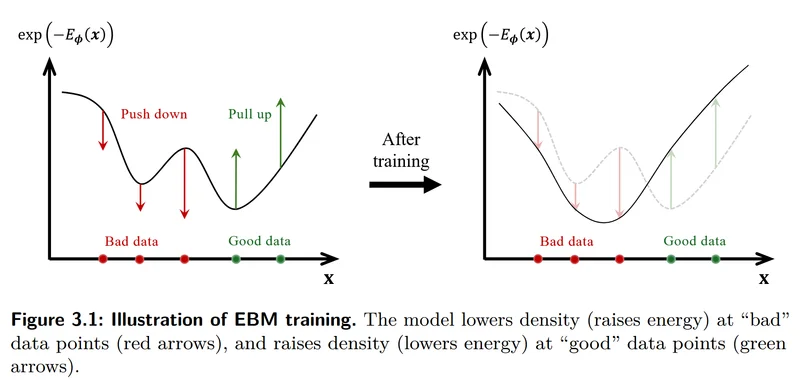 exp(−E_ϕ(x))
Push down
Pull up
Bad data
Good data
x
After
training
exp(−E_ϕ(x))
Bad data
Good data
x
Figure 3.1: Illustration of EBM training. The model lowers density (raises energy) at “bad”
data points (red arrows), and raises density (lowers energy) at “good” data points (green
arrows).